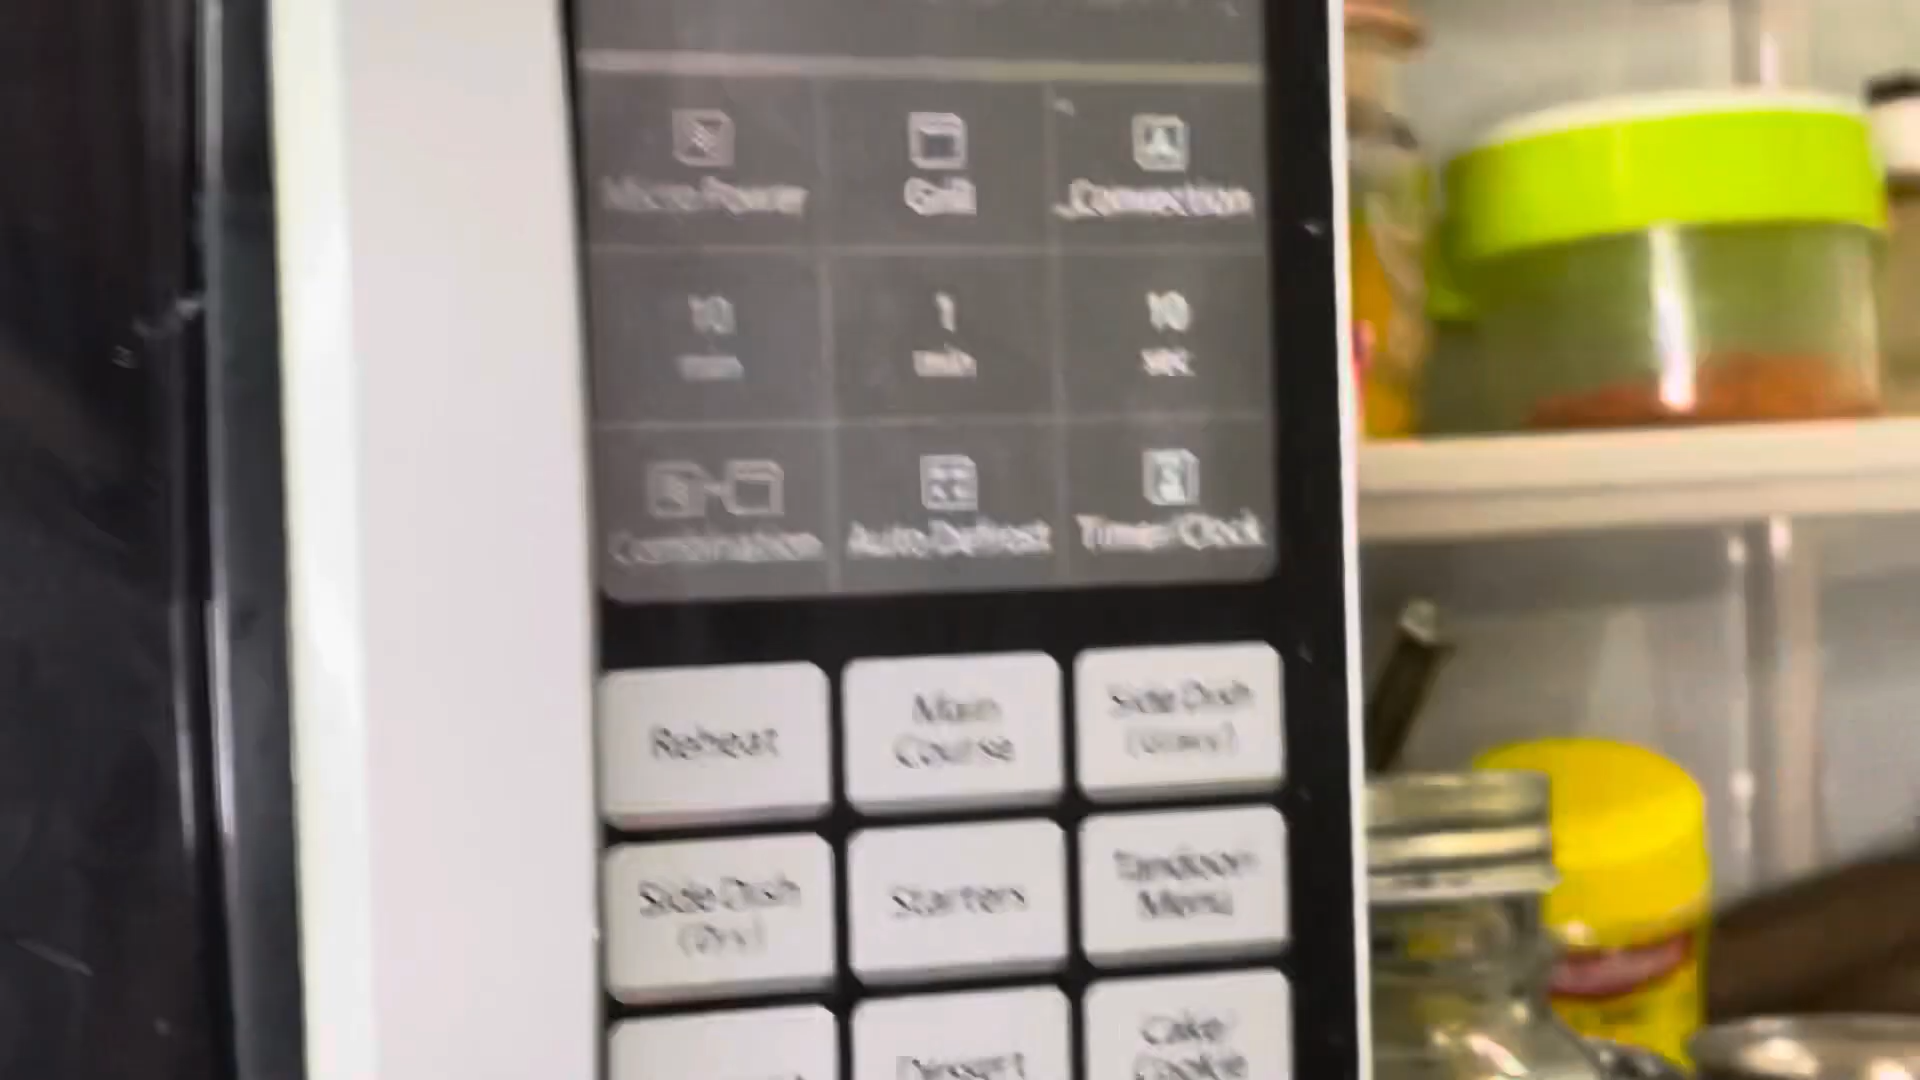 Micro Power
Grill
Convection
10
min
1
min
10
sec
Combination
Auto Defrost
Timer/Clock
Reheat
Main
Course
Side Dish
(Gravy)
Side Dish
(Dry)
Starters
Tandoor
Menu
Dessert
Cake/
Cookie